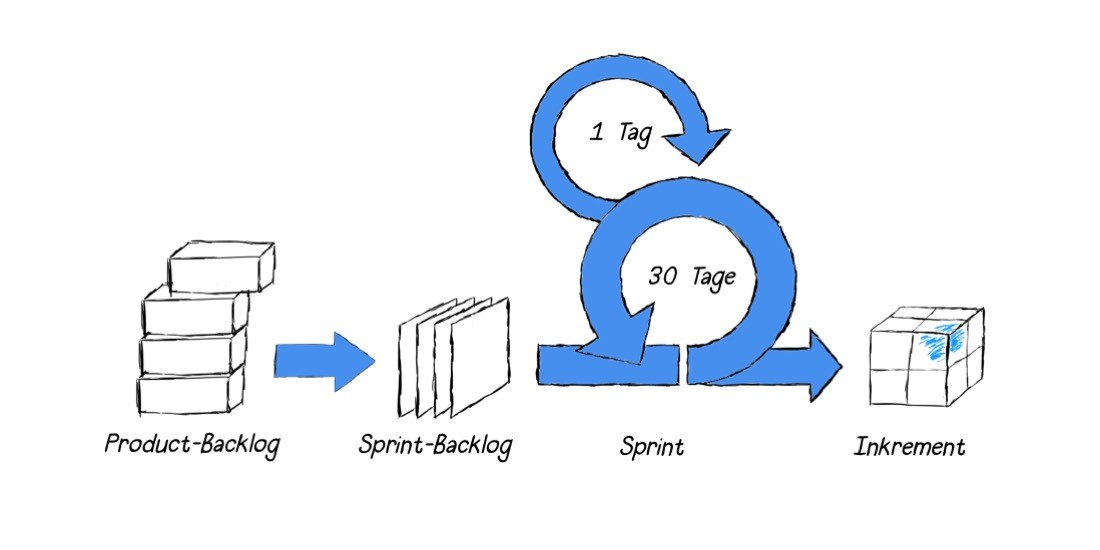 1 Tag
30 Tage
Product-Backlog
Sprint-Backlog
Sprint
Inkrement